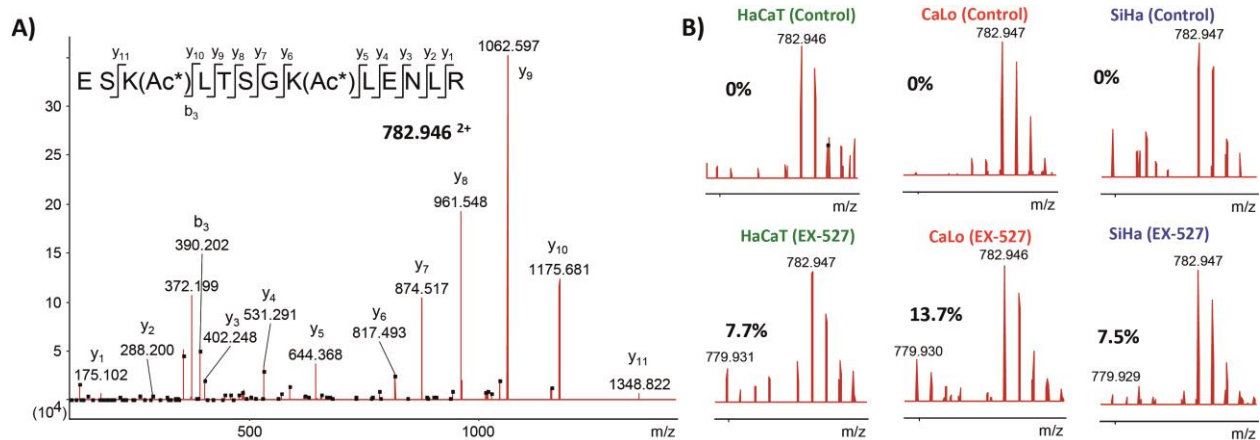 A)
y11 y10 y9 y8 y7 y6 y5 y4 y3 y2 y1
E S K(Ac*) L T S G K(Ac*) L E N L R
b3
782.946 2+
1062.597
y9
y8
961.548
b3
390.202
372.199
y10
1175.681
y7
874.517
y4
531.291
y6
817.493
y3
402.248
y5
644.368
y2
288.200
y1
175.102
y11
1348.822
30
25
20
15
10
5
(104)
500
1000
m/z
B)
HaCaT (Control)
782.946
0%
m/z
CaLo (Control)
782.947
0%
m/z
SiHa (Control)
782.947
0%
m/z
HaCaT (EX-527)
782.947
7.7%
779.931
m/z
CaLo (EX-527)
782.946
13.7%
779.930
m/z
SiHa (EX-527)
782.947
7.5%
779.929
m/z